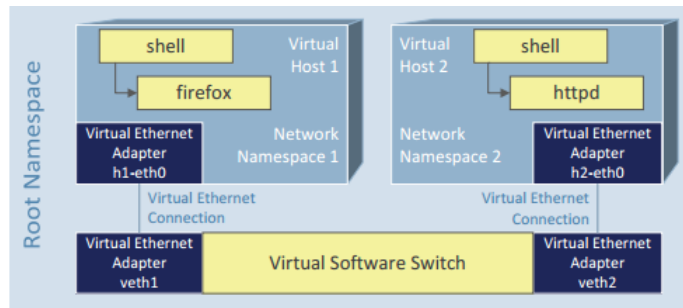 Root Namespace
shell
firefox
Virtual
Host 1
Network
Namespace 1
Virtual Ethernet
Adapter
h1-eth0
Virtual
Host 2
shell
httpd
Network
Namespace 2
Virtual Ethernet
Adapter
h2-eth0
Virtual Ethernet
Connection
Virtual Ethernet
Connection
Virtual Ethernet
Adapter
veth1
Virtual Software Switch
Virtual Ethernet
Adapter
veth2